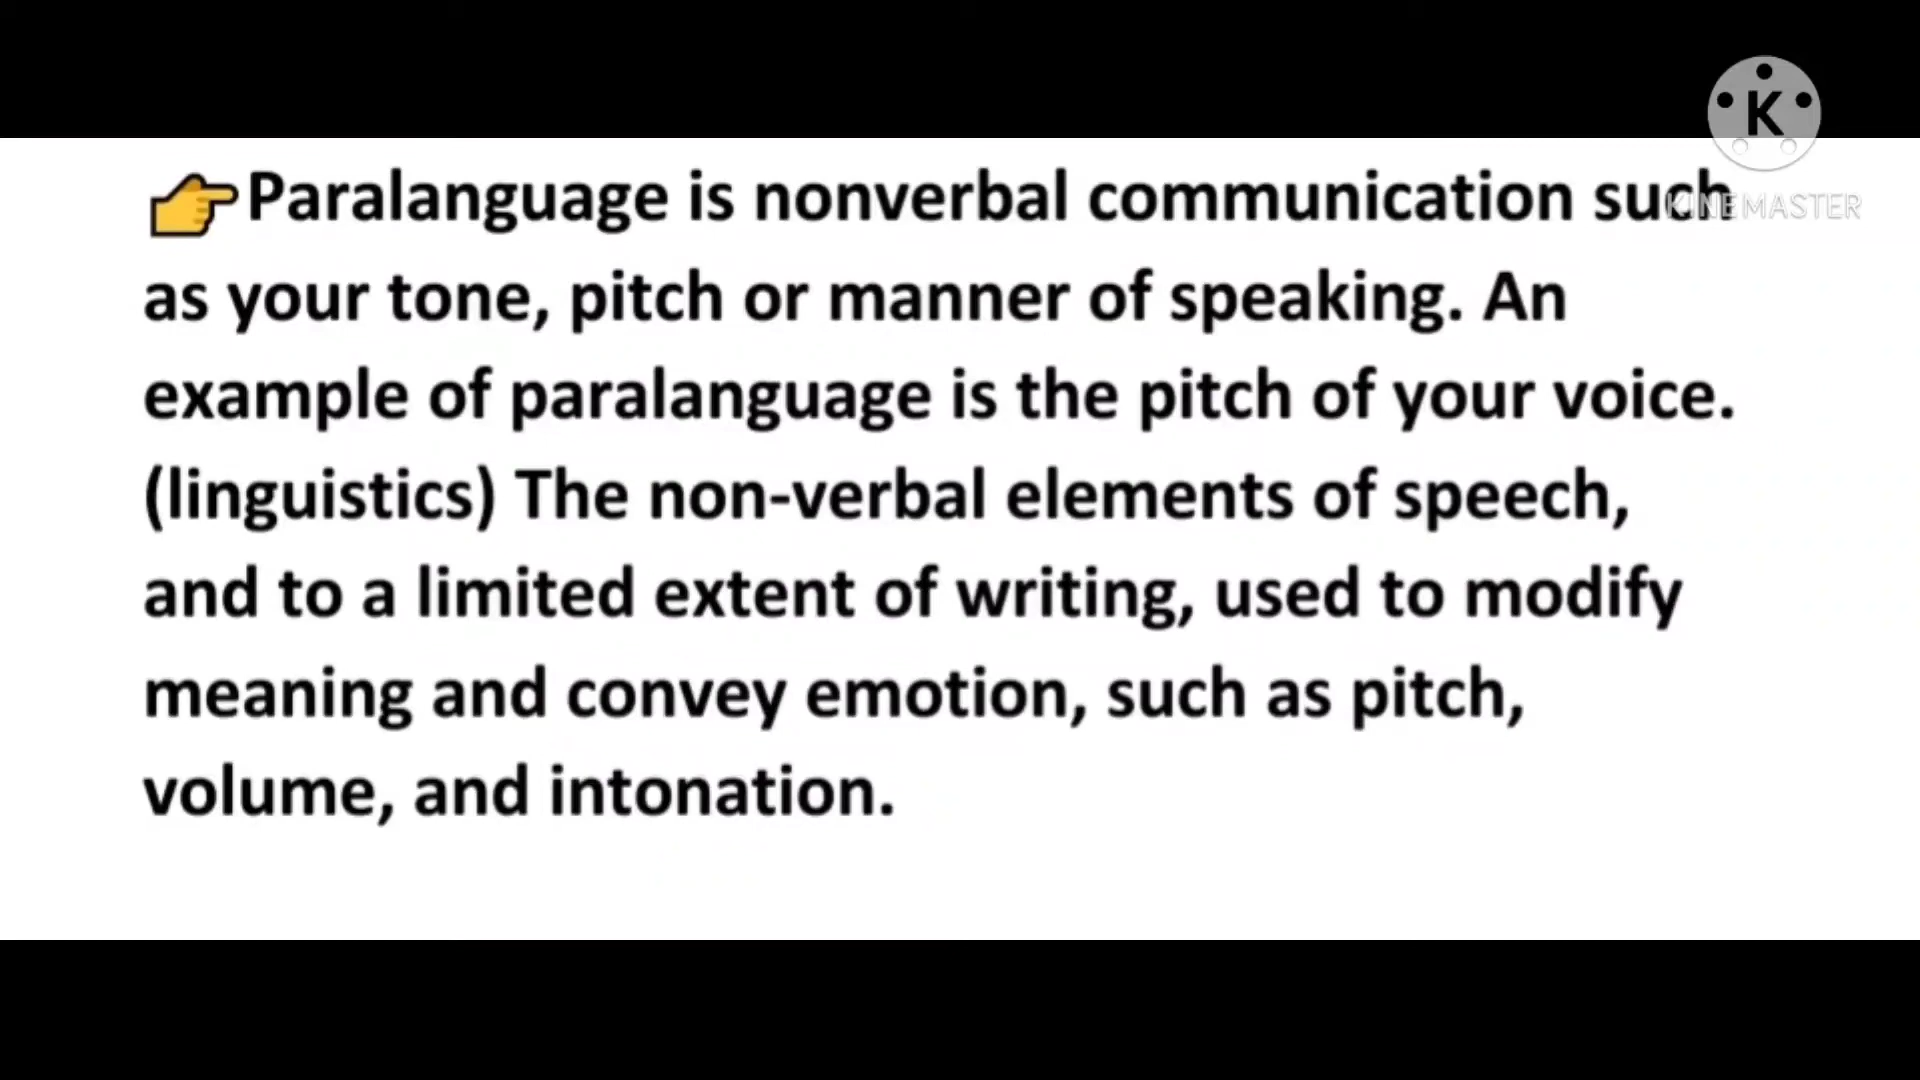 K
KINEMASTER
👉Paralanguage is nonverbal communication such
as your tone, pitch or manner of speaking. An
example of paralanguage is the pitch of your voice.
(linguistics) The non-verbal elements of speech,
and to a limited extent of writing, used to modify
meaning and convey emotion, such as pitch,
volume, and intonation.